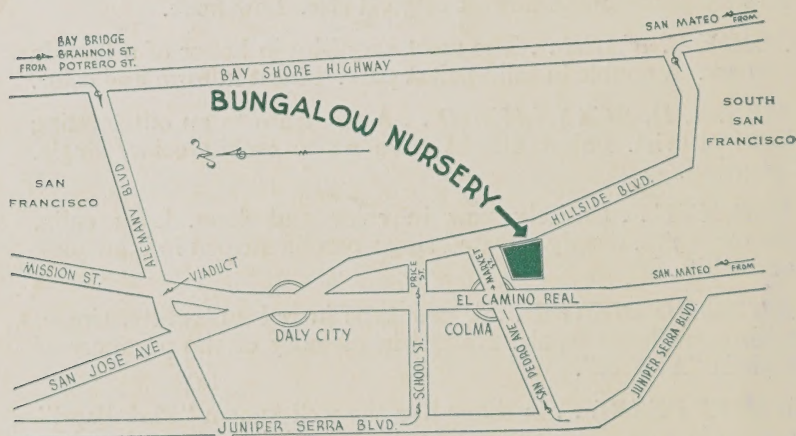 SAN MATEO FROM
BAY BRIDGE
BRANNON ST.
FROM POTRERO ST.
BAY SHORE HIGHWAY
BUNGALOW NURSERY
N
SOUTH
SAN
FRANCISCO
SAN
FRANCISCO
ALEMANY BLVD
HILLSIDE BLVD.
MISSION ST.
VIADUCT
PRICE ST.
MARKET ST.
SAN MATEO FROM
EL CAMINO REAL
DALY CITY
COLMA
SAN JOSE AVE
SCHOOL ST.
SAN PEDRO AVE
JUNIPER SERRA BLVD.
JUNIPER SERRA BLVD.